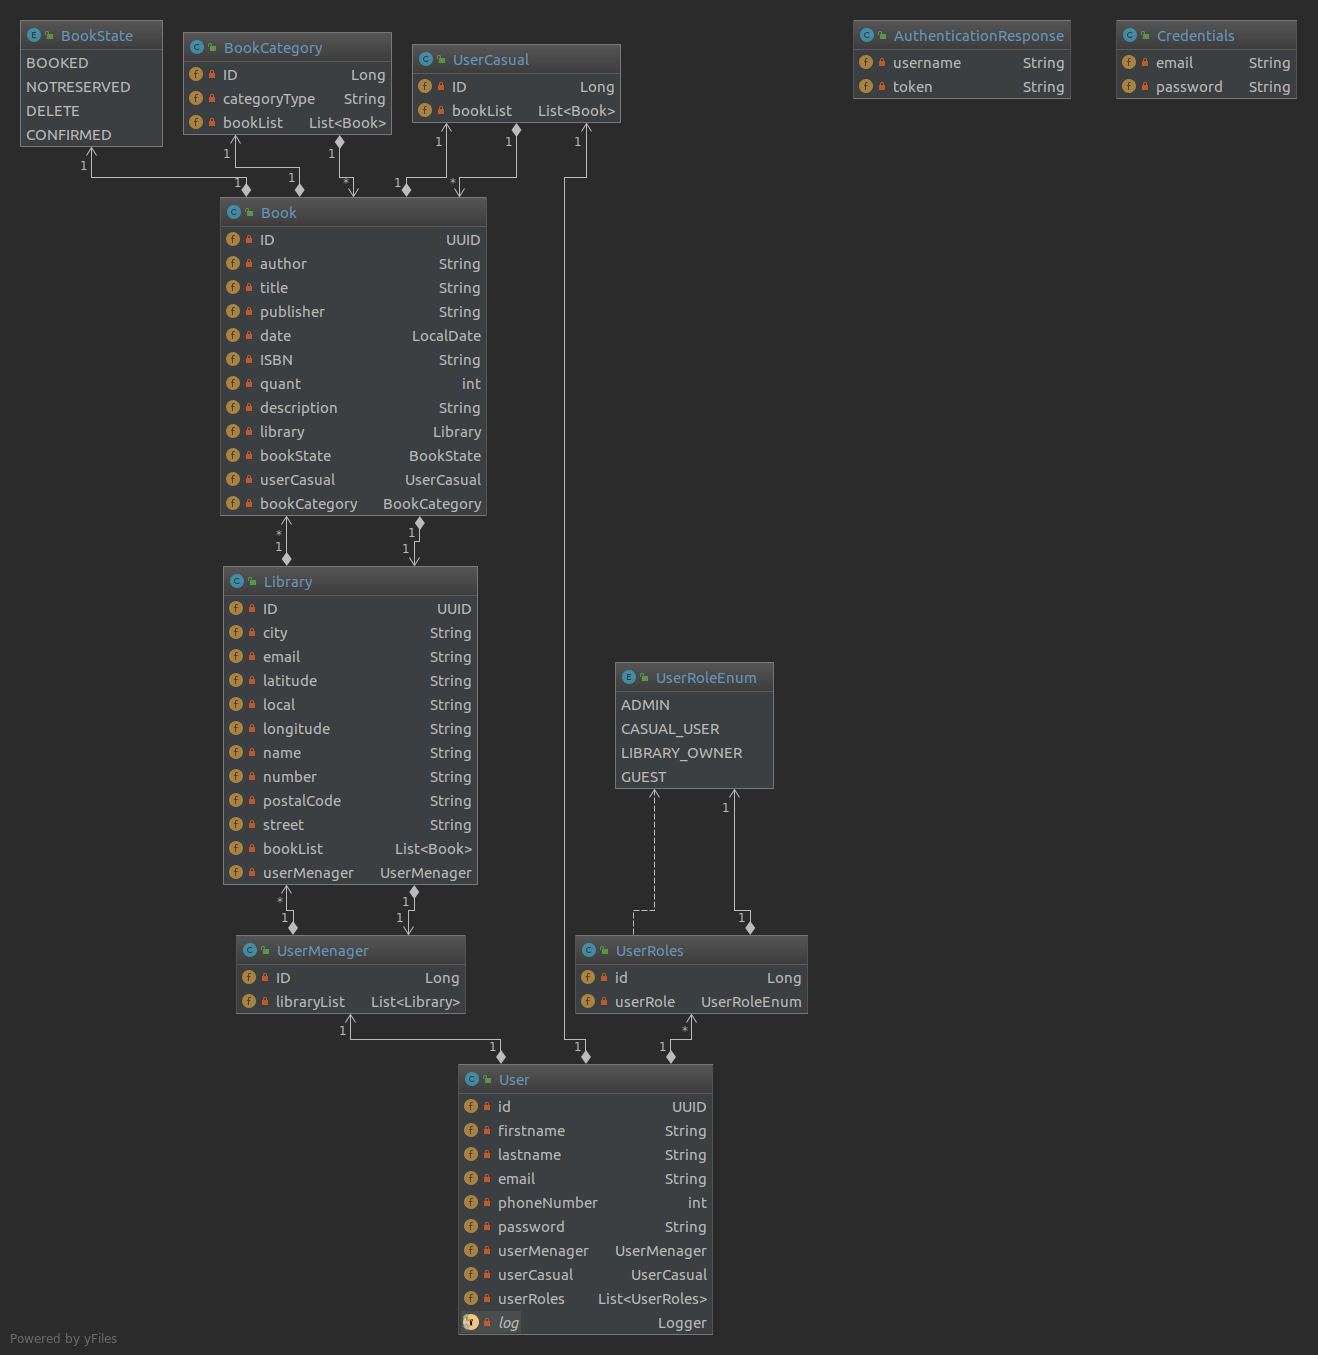 BookState
BOOKED
NOTRESERVED
DELETE
CONFIRMED
BookCategory
ID Long
categoryType String
bookList List<Book>
UserCasual
ID Long
bookList List<Book>
AuthenticationResponse
username String
token String
Credentials
email String
password String
1 1 1 1 1
1 1 1 * 1 *
Book
ID UUID
author String
title String
publisher String
date LocalDate
ISBN String
quant int
description String
library Library
bookState BookState
userCasual UserCasual
bookCategory BookCategory
* 1
1 1
Library
ID UUID
city String
email String
latitude String
local String
longitude String
name String
number String
postalCode String
street String
bookList List<Book>
userMenager UserMenager
UserRoleEnum
ADMIN
CASUAL_USER
LIBRARY_OWNER
GUEST
1
* 1
1 1 1
UserMenager
ID Long
libraryList List<Library>
UserRoles
id Long
userRole UserRoleEnum
1 *
1 1 1
User
id UUID
firstname String
lastname String
email String
phoneNumber int
password String
userMenager UserMenager
userCasual UserCasual
userRoles List<UserRoles>
log Logger
Powered by yFiles